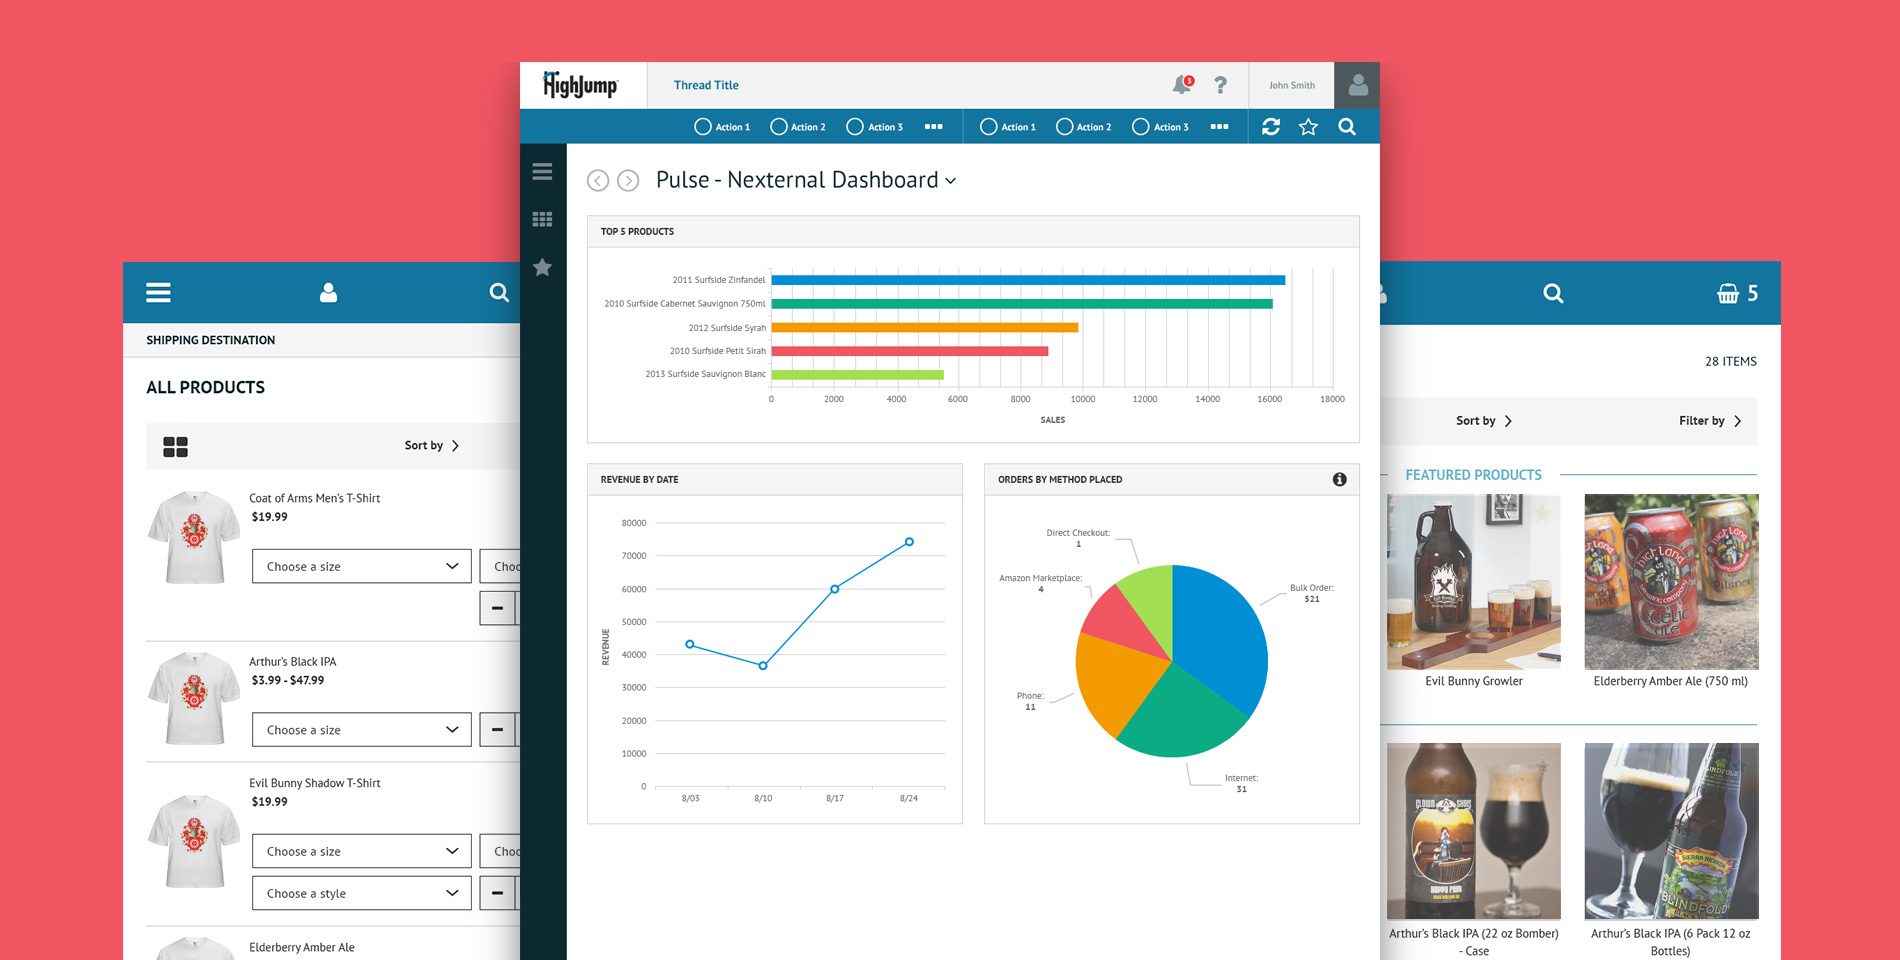 HighJump
Thread Title
3
John Smith
Action 1
Action 2
Action 3
Action 1
Action 2
Action 3
Pulse - Nexternal Dashboard
TOP 5 PRODUCTS
2011 Surfside Zinfandel
2010 Surfside Cabernet Sauvignon 750ml
2012 Surfside Syrah
2010 Surfside Petit Sirah
2013 Surfside Sauvignon Blanc
0 2000 4000 6000 8000 10000 12000 14000 16000 18000
SALES
REVENUE BY DATE
80000
70000
60000
50000
40000
30000
20000
10000
0
REVENUE
8/03 8/10 8/17 8/24
ORDERS BY METHOD PLACED
Direct Checkout:
1
Amazon Marketplace:
4
Bulk Order:
521
Phone:
11
Internet:
31
SHIPPING DESTINATION
ALL PRODUCTS
Sort by
Coat of Arms Men's T-Shirt
$19.99
Choose a size
Choo
Arthur's Black IPA
$3.99 - $47.99
Choose a size
Evil Bunny Shadow T-Shirt
$19.99
Choose a size
Choo
Choose a style
Elderberry Amber Ale
5
28 ITEMS
Sort by
Filter by
FEATURED PRODUCTS
Evil Bunny Growler
Elderberry Amber Ale (750 ml)
CLOWN SHOES
HOPPY FEET
SIERRA NEVADA
BLINDFOLD
Arthur's Black IPA (22 oz Bomber)
- Case
Arthur's Black IPA (6 Pack 12 oz
Bottles)